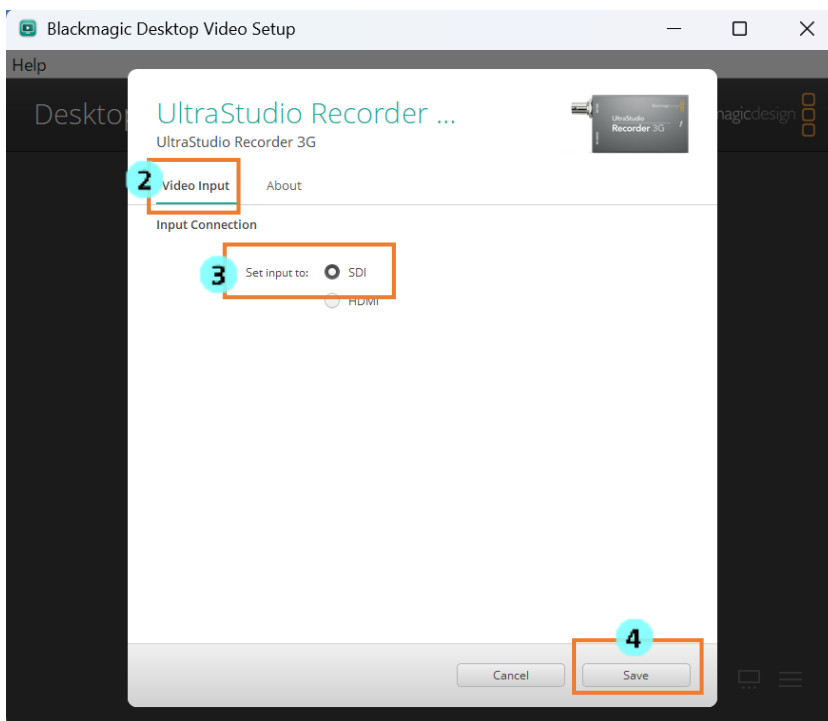 Blackmagic Desktop Video Setup
Help
Deskto
UltraStudio Recorder ...
UltraStudio Recorder 3G
UltraStudio
Recorder 3G
magicdesign
2
Video Input
About
Input Connection
3
Set input to:
SDI
HDMI
4
Cancel
Save